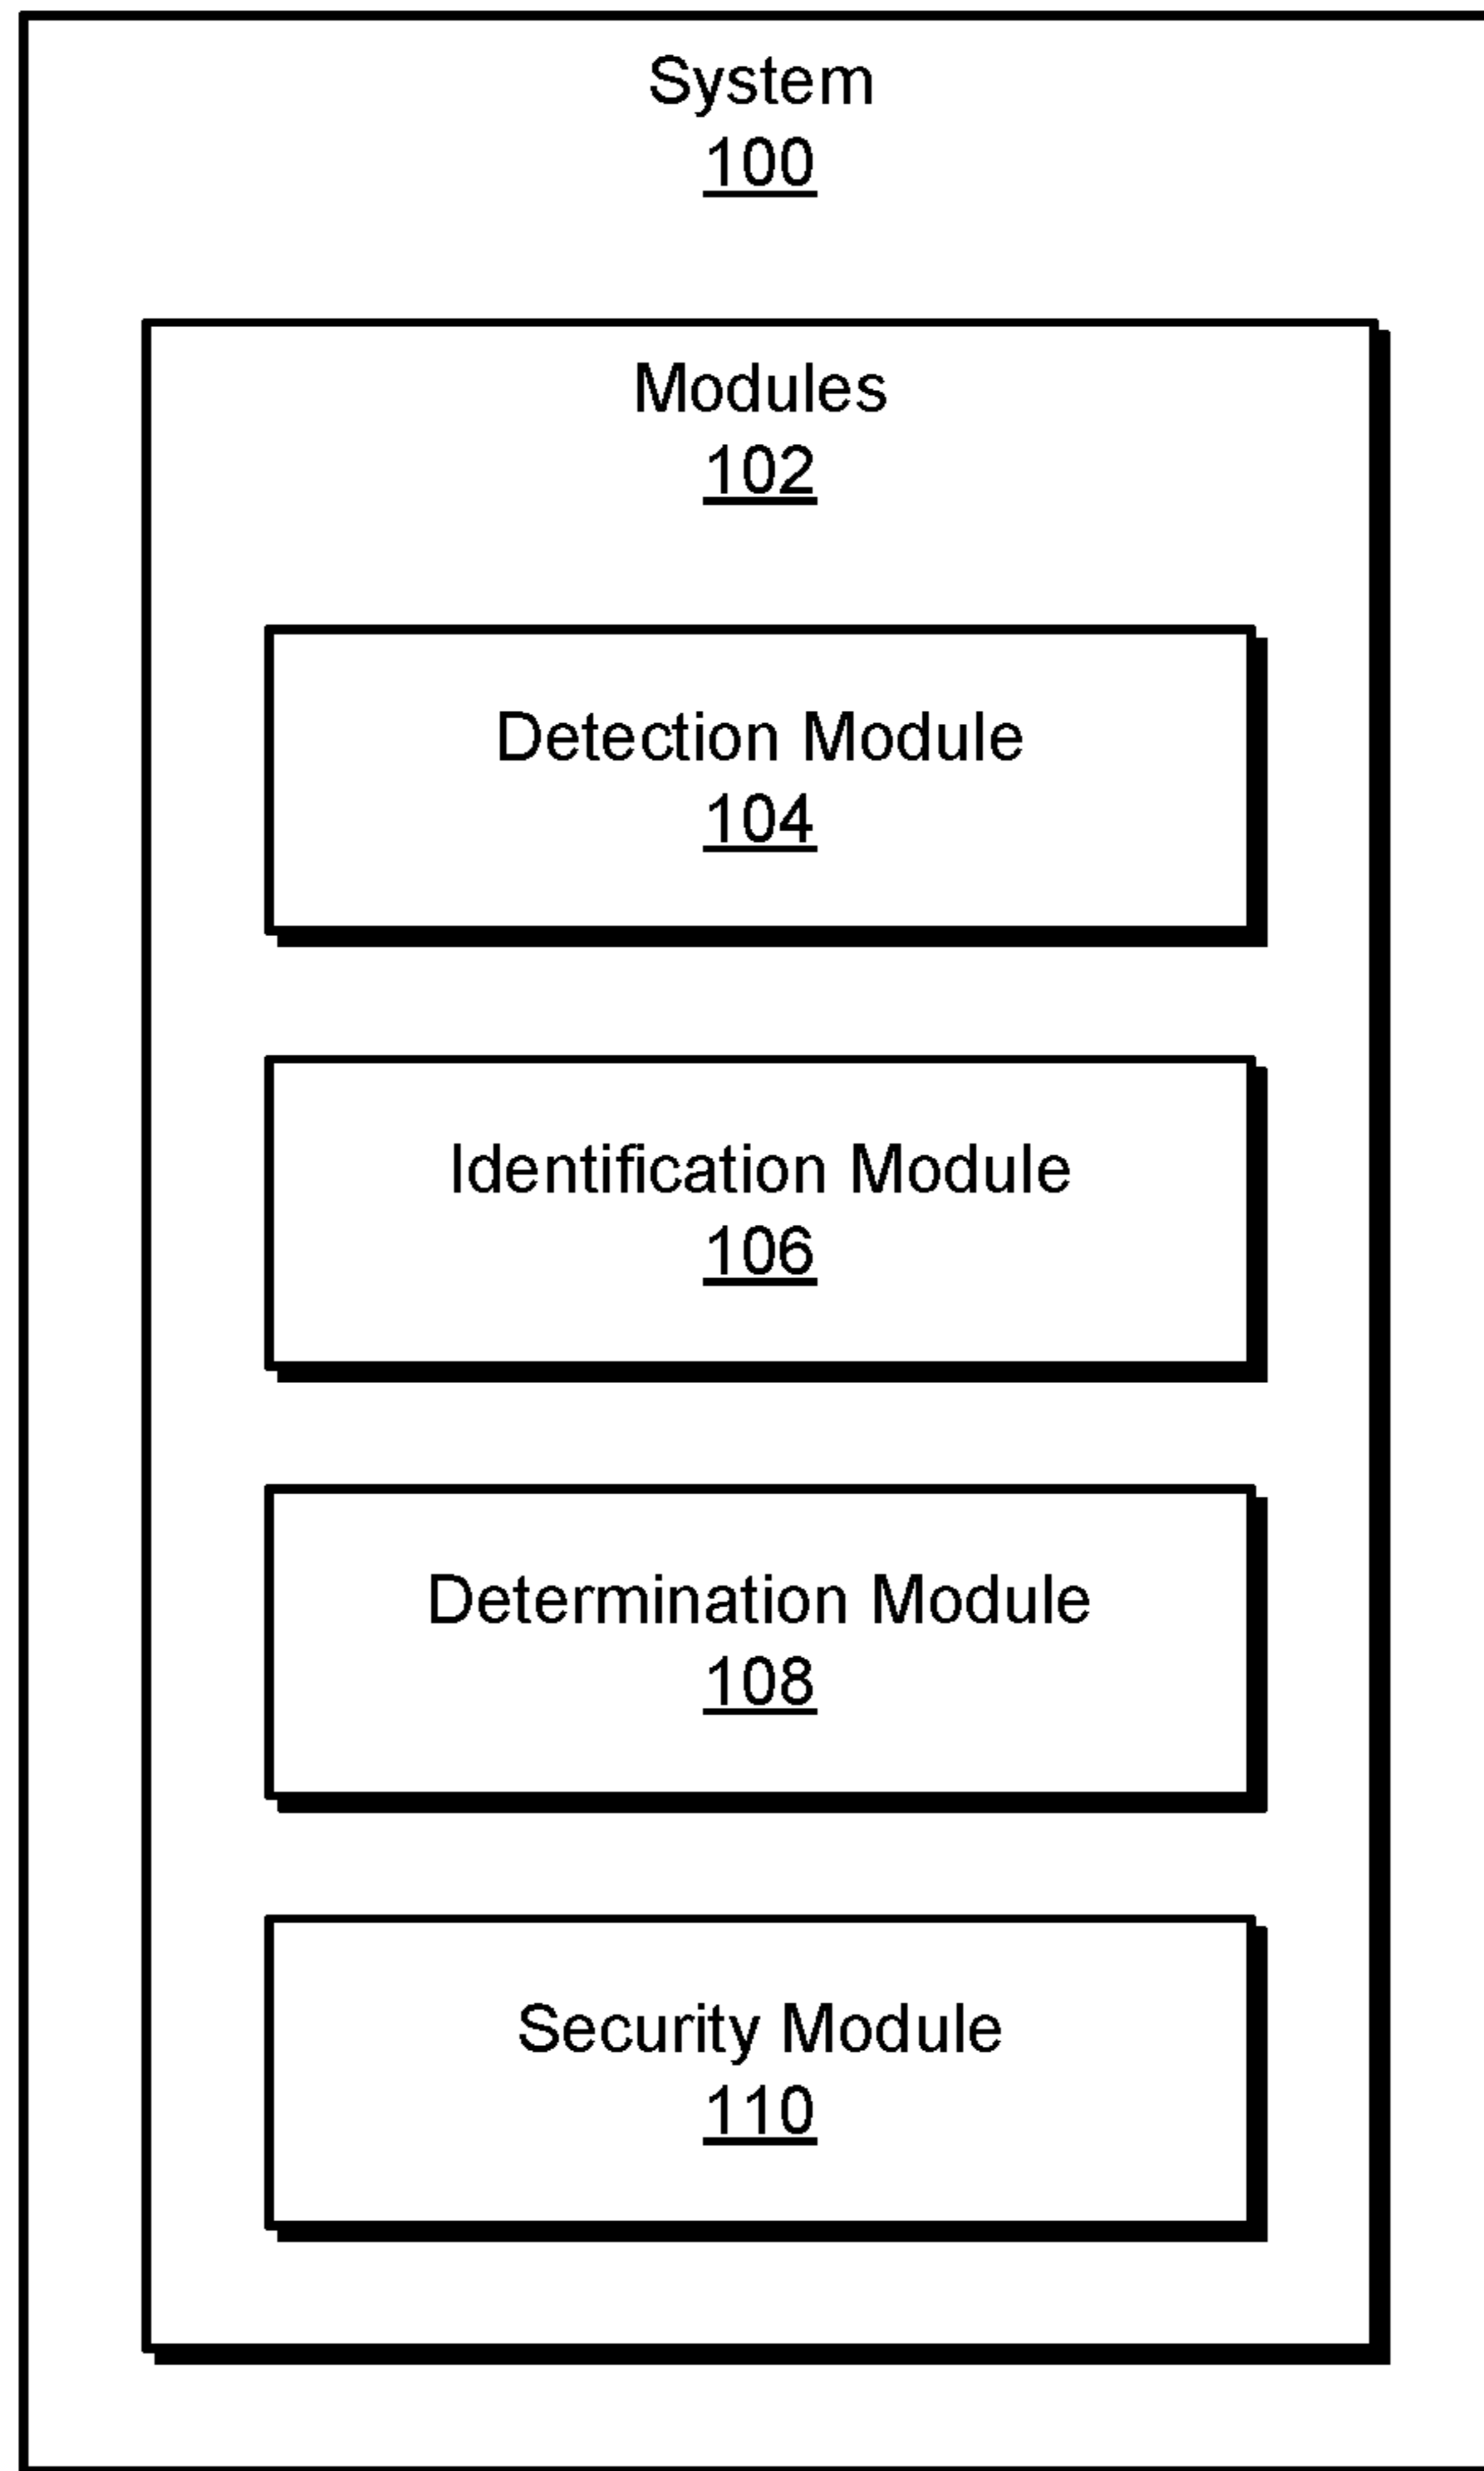 System
100
Modules
102
Detection Module
104
Identification Module
106
Determination Module
108
Security Module
110